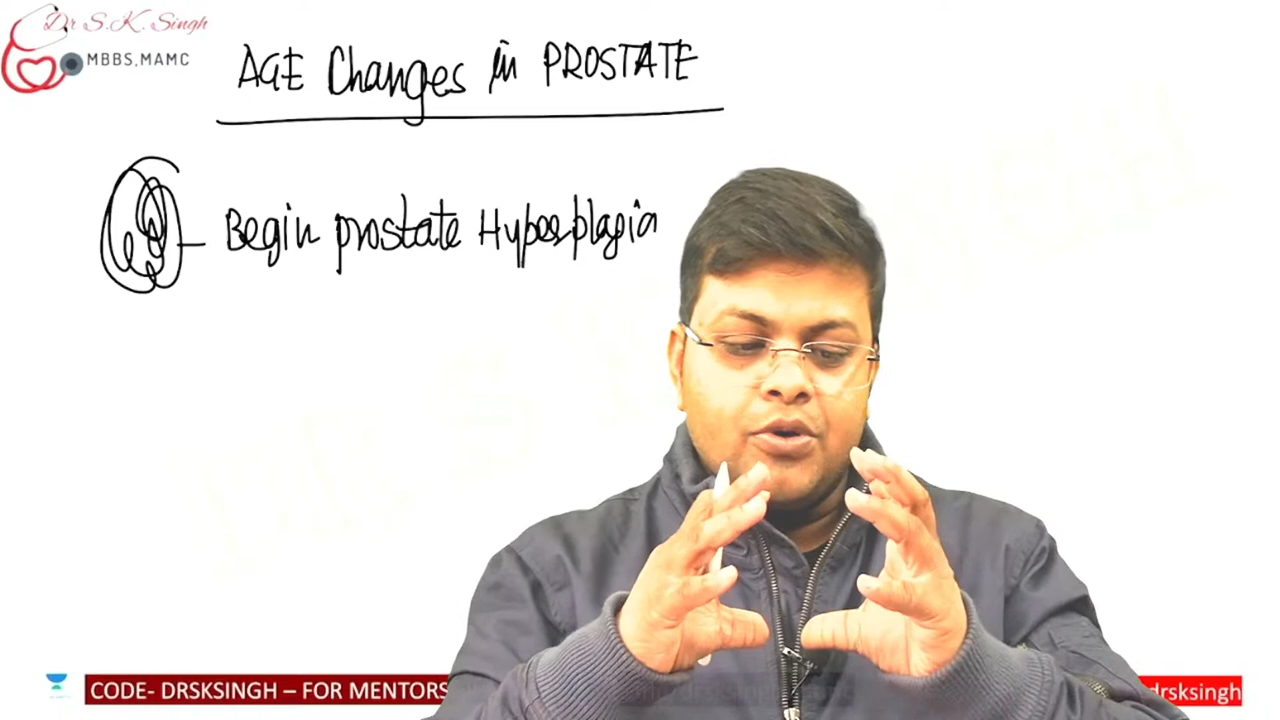 Dr S.K. Singh
MBBS,MAMC
AGE Changes in PROSTATE
Begin prostate Hyperplagia
CODE- DRSKSINGH – FOR MENTORS
drsksingh